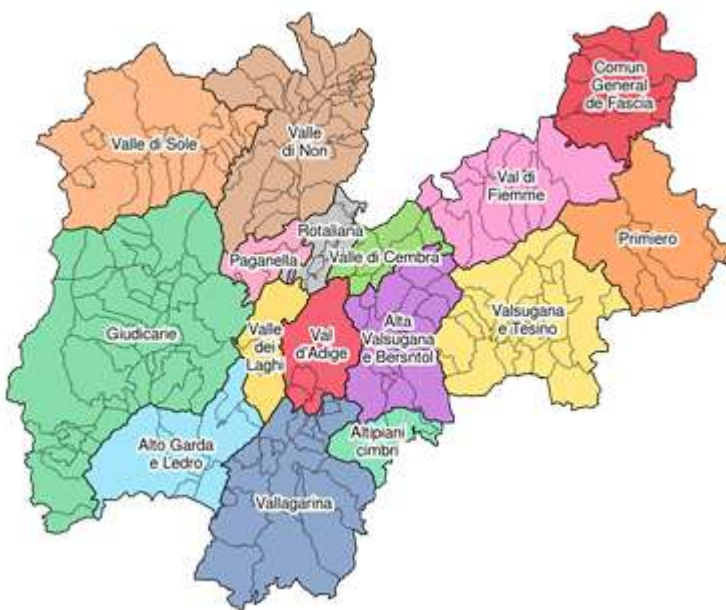 Comun
General
de Fascia
Valle di Sole
Valle
di Non
Val di
Fiemme
Rotaliana
Primiero
Paganella
Valle di Cembra
Giudicarie
Valle
dei
Laghi
Val
d'Adige
Alta
Valsugana
e Bersntol
Valsugana
e Tesino
Alto Garda
e Ledro
Altipiani
cimbri
Vallagarina